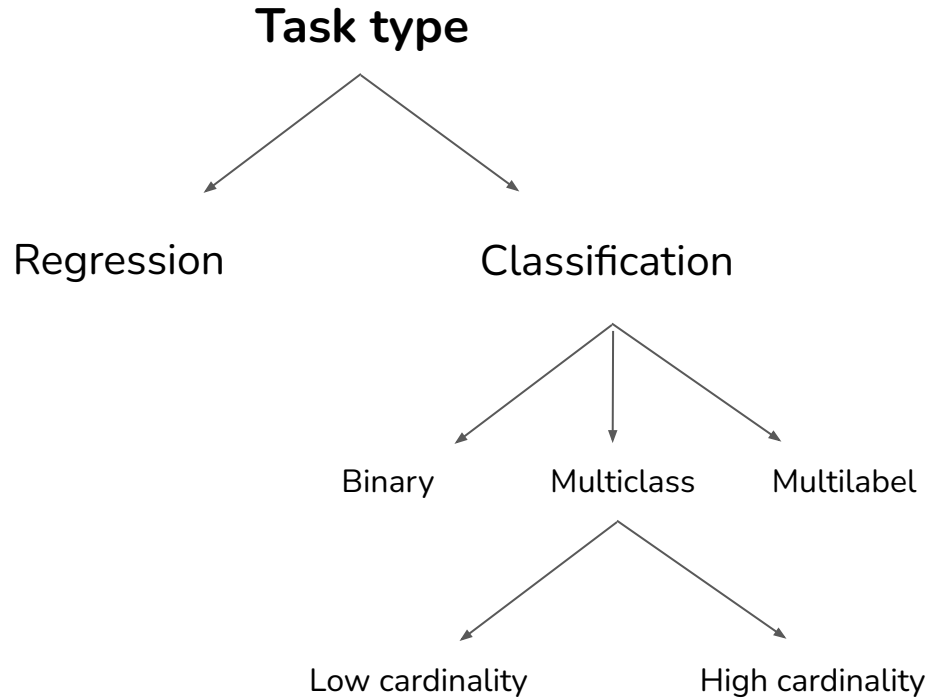 Task type
Regression
Classification
Binary
Multiclass
Multilabel
Low cardinality
High cardinality